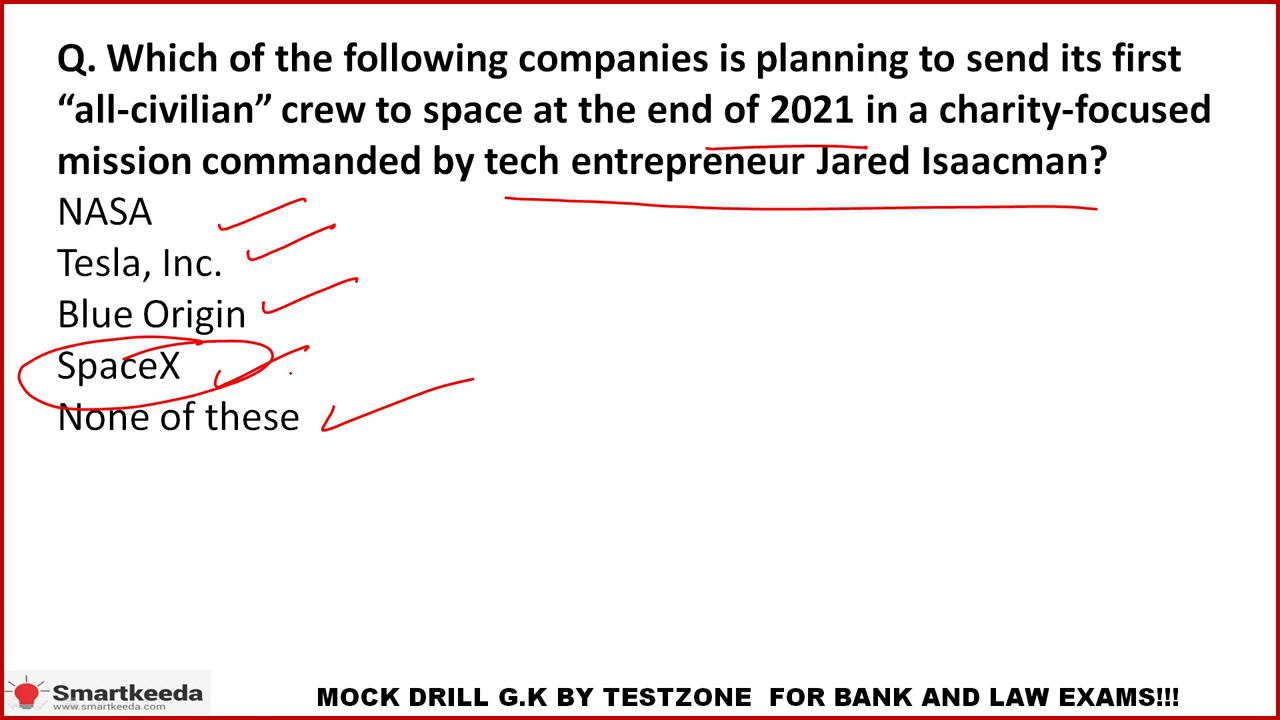 Q. Which of the following companies is planning to send its first
“all-civilian” crew to space at the end of 2021 in a charity-focused
mission commanded by tech entrepreneur Jared Isaacman?
NASA
Tesla, Inc.
Blue Origin
SpaceX
None of these
Smartkeeda
www.smartkeeda.com
MOCK DRILL G.K BY TESTZONE FOR BANK AND LAW EXAMS!!!